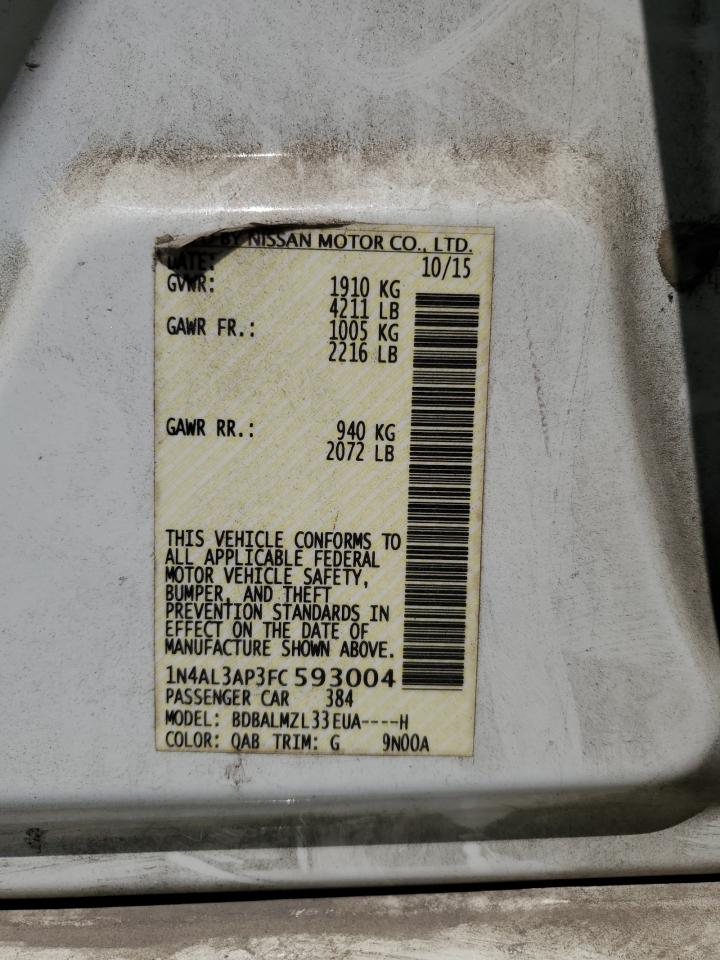 BY NISSAN MOTOR CO., LTD.
DATE: 10/15
GVWR: 1910 KG
4211 LB
GAWR FR.: 1005 KG
2216 LB
GAWR RR.: 940 KG
2072 LB
THIS VEHICLE CONFORMS TO
ALL APPLICABLE FEDERAL
MOTOR VEHICLE SAFETY,
BUMPER, AND THEFT
PREVENTION STANDARDS IN
EFFECT ON THE DATE OF
MANUFACTURE SHOWN ABOVE.
1N4AL3AP3FC593004
PASSENGER CAR 384
MODEL: BDBALMZL33EUA----H
COLOR: QAB TRIM: G 9N00A